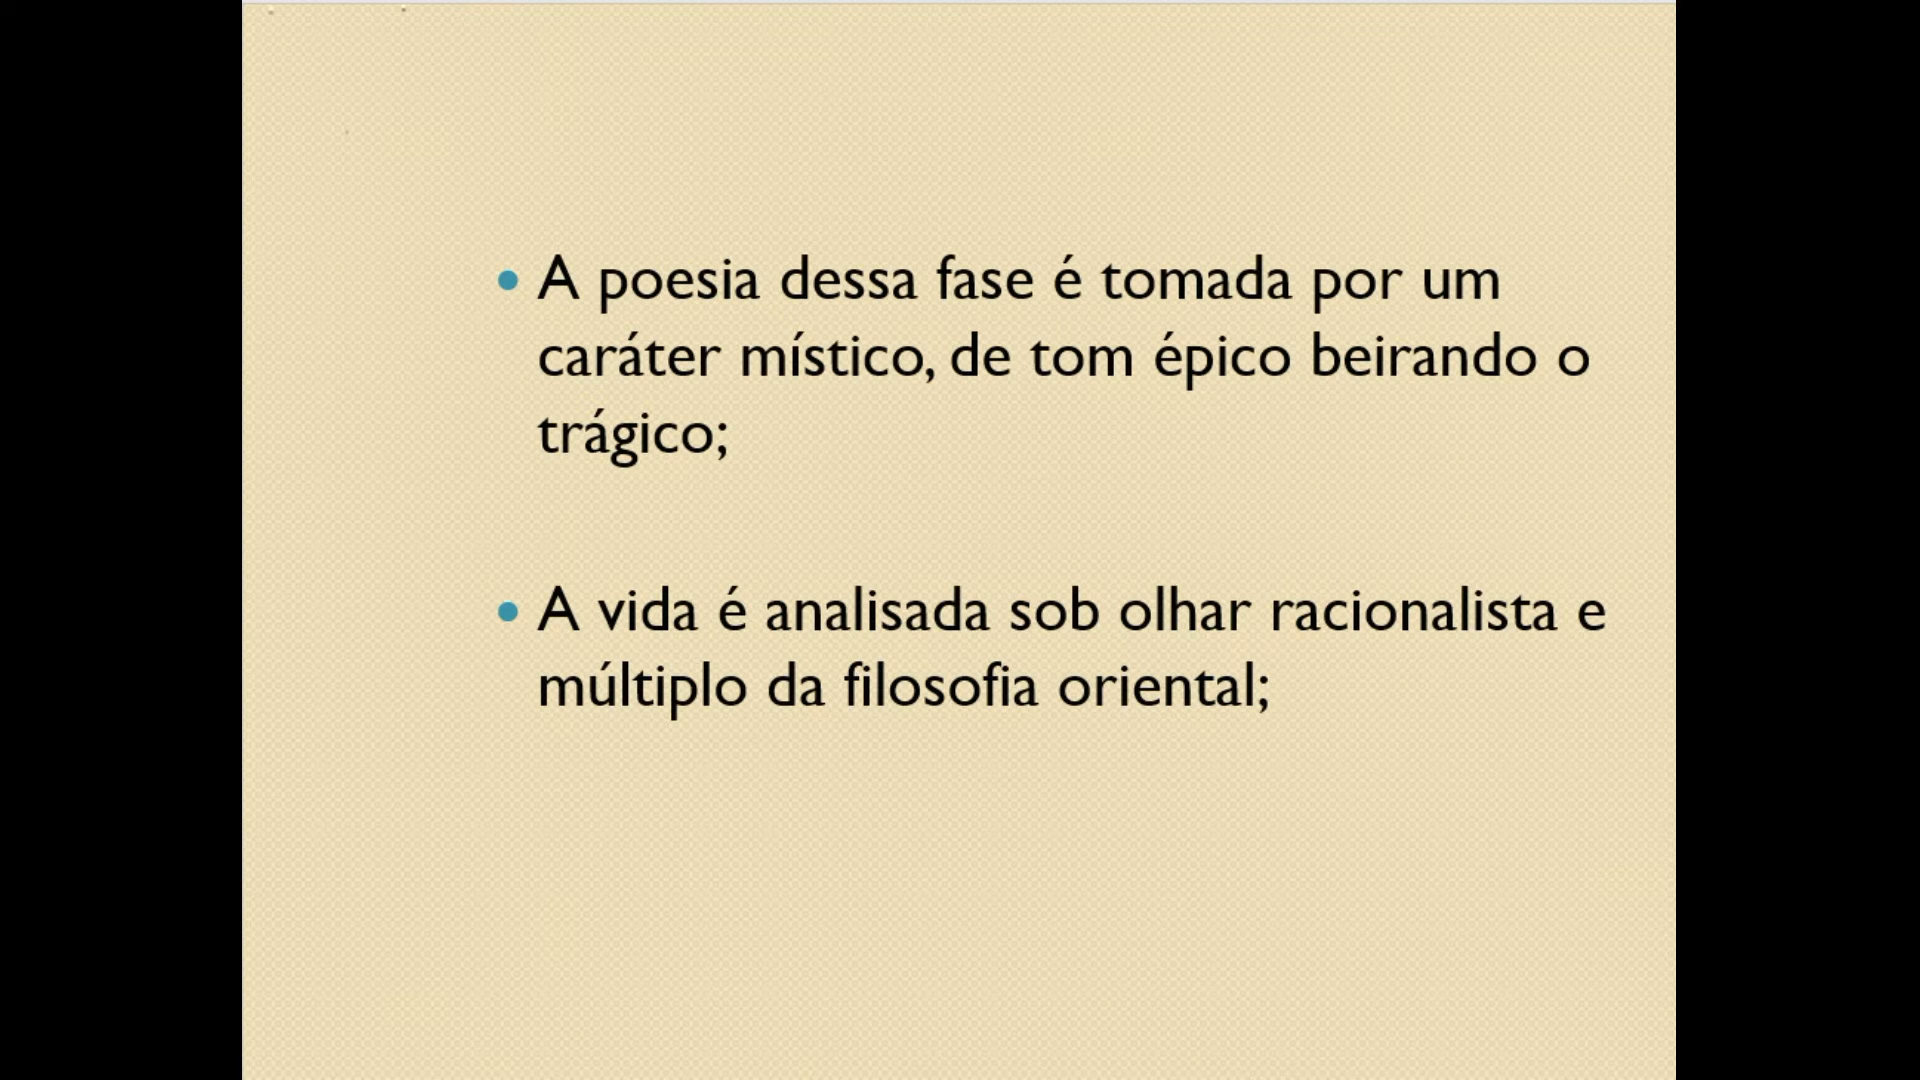 • A poesia dessa fase é tomada por um
caráter místico, de tom épico beirando o
trágico;
• A vida é analisada sob olhar racionalista e
múltiplo da filosofia oriental;